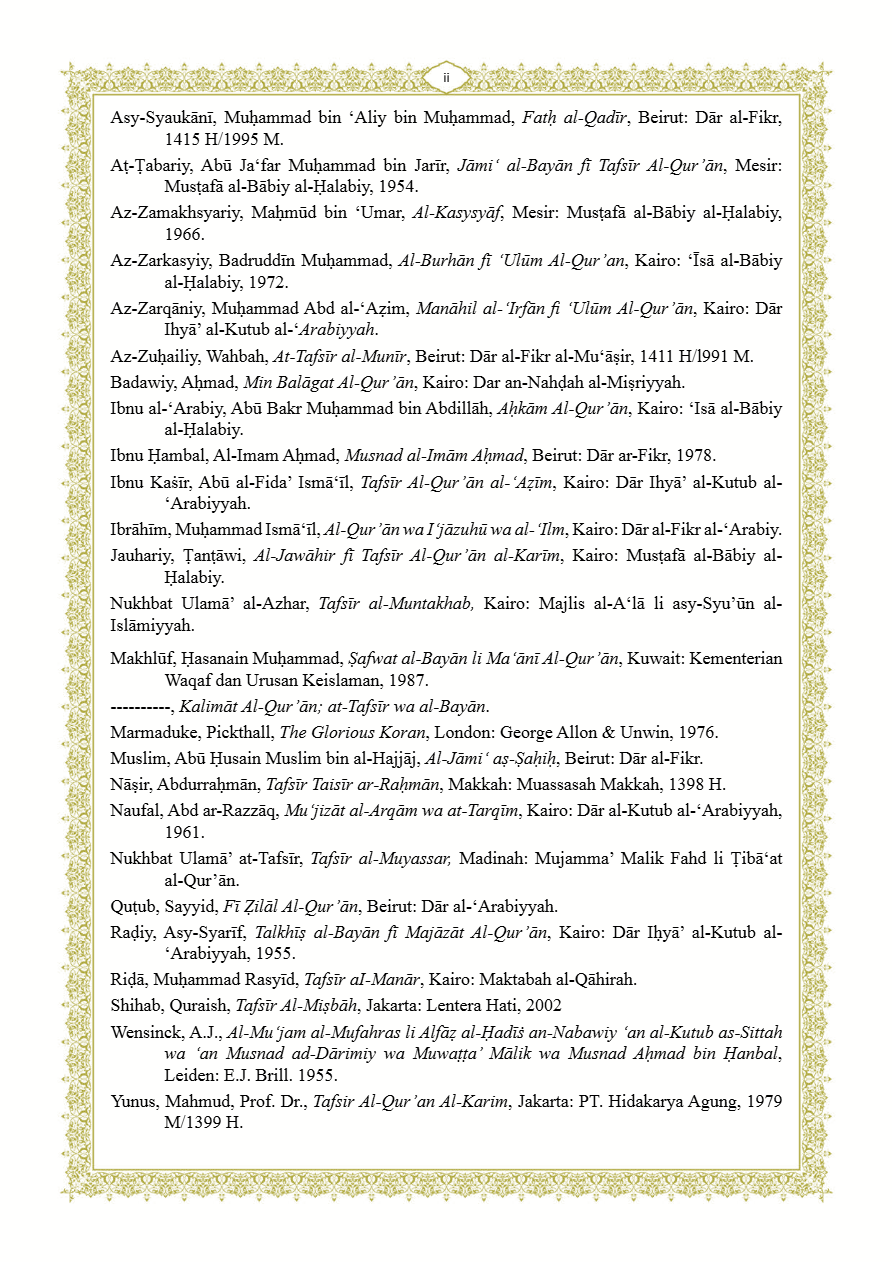 ii
Asy-Syaukānī, Muḥammad bin ‘Aliy bin Muḥammad, Fatḥ al-Qadīr, Beirut: Dār al-Fikr,
1415 H/1995 M.
Aṭ-Ṭabariy, Abū Ja‘far Muḥammad bin Jarīr, Jāmi‘ al-Bayān fī Tafsīr Al-Qur’ān, Mesir:
Musṭafā al-Bābiy al-Ḥalabiy, 1954.
Az-Zamakhsyariy, Maḥmūd bin ‘Umar, Al-Kasysyāf, Mesir: Musṭafā al-Bābiy al-Ḥalabiy,
1966.
Az-Zarkasyiy, Badruddīn Muḥammad, Al-Burhān fī ‘Ulūm Al-Qur’an, Kairo: ‘Īsā al-Bābiy
al-Ḥalabiy, 1972.
Az-Zarqāniy, Muḥammad Abd al-‘Aẓim, Manāhil al-‘Irfān fi ‘Ulūm Al-Qur’ān, Kairo: Dār
Ihyā’ al-Kutub al-‘Arabiyyah.
Az-Zuḥailiy, Wahbah, At-Tafsīr al-Munīr, Beirut: Dār al-Fikr al-Mu‘āṣir, 1411 H/l991 M.
Badawiy, Aḥmad, Min Balāgat Al-Qur’ān, Kairo: Dar an-Nahḍah al-Miṣriyyah.
Ibnu al-‘Arabiy, Abū Bakr Muḥammad bin Abdillāh, Aḥkām Al-Qur’ān, Kairo: ‘Isā al-Bābiy
al-Ḥalabiy.
Ibnu Ḥambal, Al-Imam Aḥmad, Musnad al-Imām Aḥmad, Beirut: Dār ar-Fikr, 1978.
Ibnu Kaṡīr, Abū al-Fida’ Ismā‘īl, Tafsīr Al-Qur’ān al-‘Aẓīm, Kairo: Dār Ihyā’ al-Kutub al-
‘Arabiyyah.
Ibrāhīm, Muḥammad Ismā‘īl, Al-Qur’ān wa I‘jāzuhū wa al-‘Ilm, Kairo: Dār al-Fikr al-‘Arabiy.
Jauhariy, Ṭanṭāwi, Al-Jawāhir fī Tafsīr Al-Qur’ān al-Karīm, Kairo: Musṭafā al-Bābiy al-
Ḥalabiy.
Nukhbat Ulamā’ al-Azhar, Tafsīr al-Muntakhab, Kairo: Majlis al-A‘lā li asy-Syu’ūn al-
Islāmiyyah.
Makhlūf, Ḥasanain Muḥammad, Ṣafwat al-Bayān li Ma‘ānī Al-Qur’ān, Kuwait: Kementerian
Waqaf dan Urusan Keislaman, 1987.
----------, Kalimāt Al-Qur’ān; at-Tafsīr wa al-Bayān.
Marmaduke, Pickthall, The Glorious Koran, London: George Allon & Unwin, 1976.
Muslim, Abū Ḥusain Muslim bin al-Hajjāj, Al-Jāmi‘ aṣ-Ṣaḥiḥ, Beirut: Dār al-Fikr.
Nāṣir, Abdurraḥmān, Tafsīr Taisīr ar-Raḥmān, Makkah: Muassasah Makkah, 1398 H.
Naufal, Abd ar-Razzāq, Mu‘jizāt al-Arqām wa at-Tarqīm, Kairo: Dār al-Kutub al-‘Arabiyyah,
1961.
Nukhbat Ulamā’ at-Tafsīr, Tafsīr al-Muyassar, Madinah: Mujamma’ Malik Fahd li Ṭibā‘at
al-Qur’ān.
Quṭub, Sayyid, Fī Ẓilāl Al-Qur’ān, Beirut: Dār al-‘Arabiyyah.
Raḍiy, Asy-Syarīf, Talkhīṣ al-Bayān fī Majāzāt Al-Qur’ān, Kairo: Dār Iḥyā’ al-Kutub al-
‘Arabiyyah, 1955.
Riḍā, Muḥammad Rasyīd, Tafsīr aI-Manār, Kairo: Maktabah al-Qāhirah.
Shihab, Quraish, Tafsīr Al-Miṣbāh, Jakarta: Lentera Hati, 2002
Wensinck, A.J., Al-Mu‘jam al-Mufahras li Alfāẓ al-Ḥadīṡ an-Nabawiy ‘an al-Kutub as-Sittah
wa ‘an Musnad ad-Dārimiy wa Muwaṭṭa’ Mālik wa Musnad Aḥmad bin Ḥanbal,
Leiden: E.J. Brill. 1955.
Yunus, Mahmud, Prof. Dr., Tafsir Al-Qur’an Al-Karim, Jakarta: PT. Hidakarya Agung, 1979
M/1399 H.